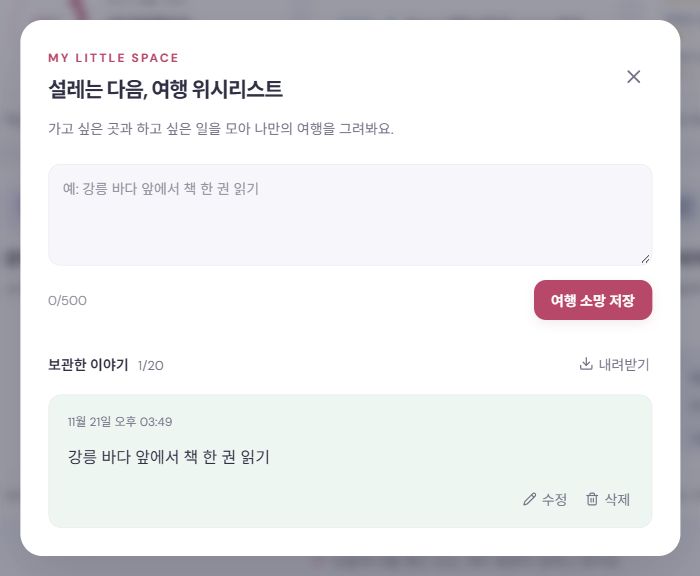 MY LITTLE SPACE
설레는 다음, 여행 위시리스트
가고 싶은 곳과 하고 싶은 일을 모아 나만의 여행을 그려봐요.
예: 강릉 바다 앞에서 책 한 권 읽기
0/500
여행 소망 저장
보관한 이야기 1/20
내려받기
11월 21일 오후 03:49
강릉 바다 앞에서 책 한 권 읽기
수정
삭제